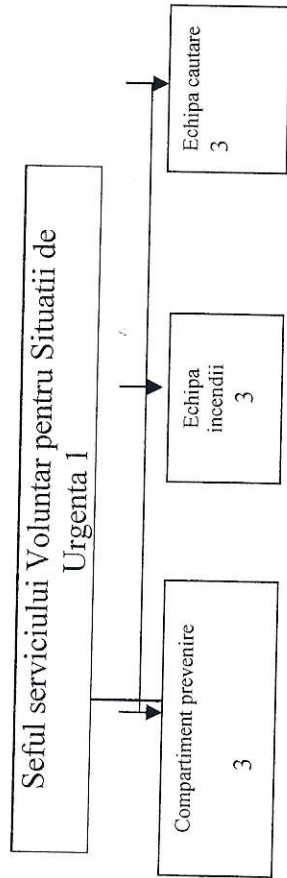 Seful serviciului Voluntar pentru Situatii de
Urgenta 1
Compartiment prevenire
3
Echipa
incendii
3
Echipa cautare
3